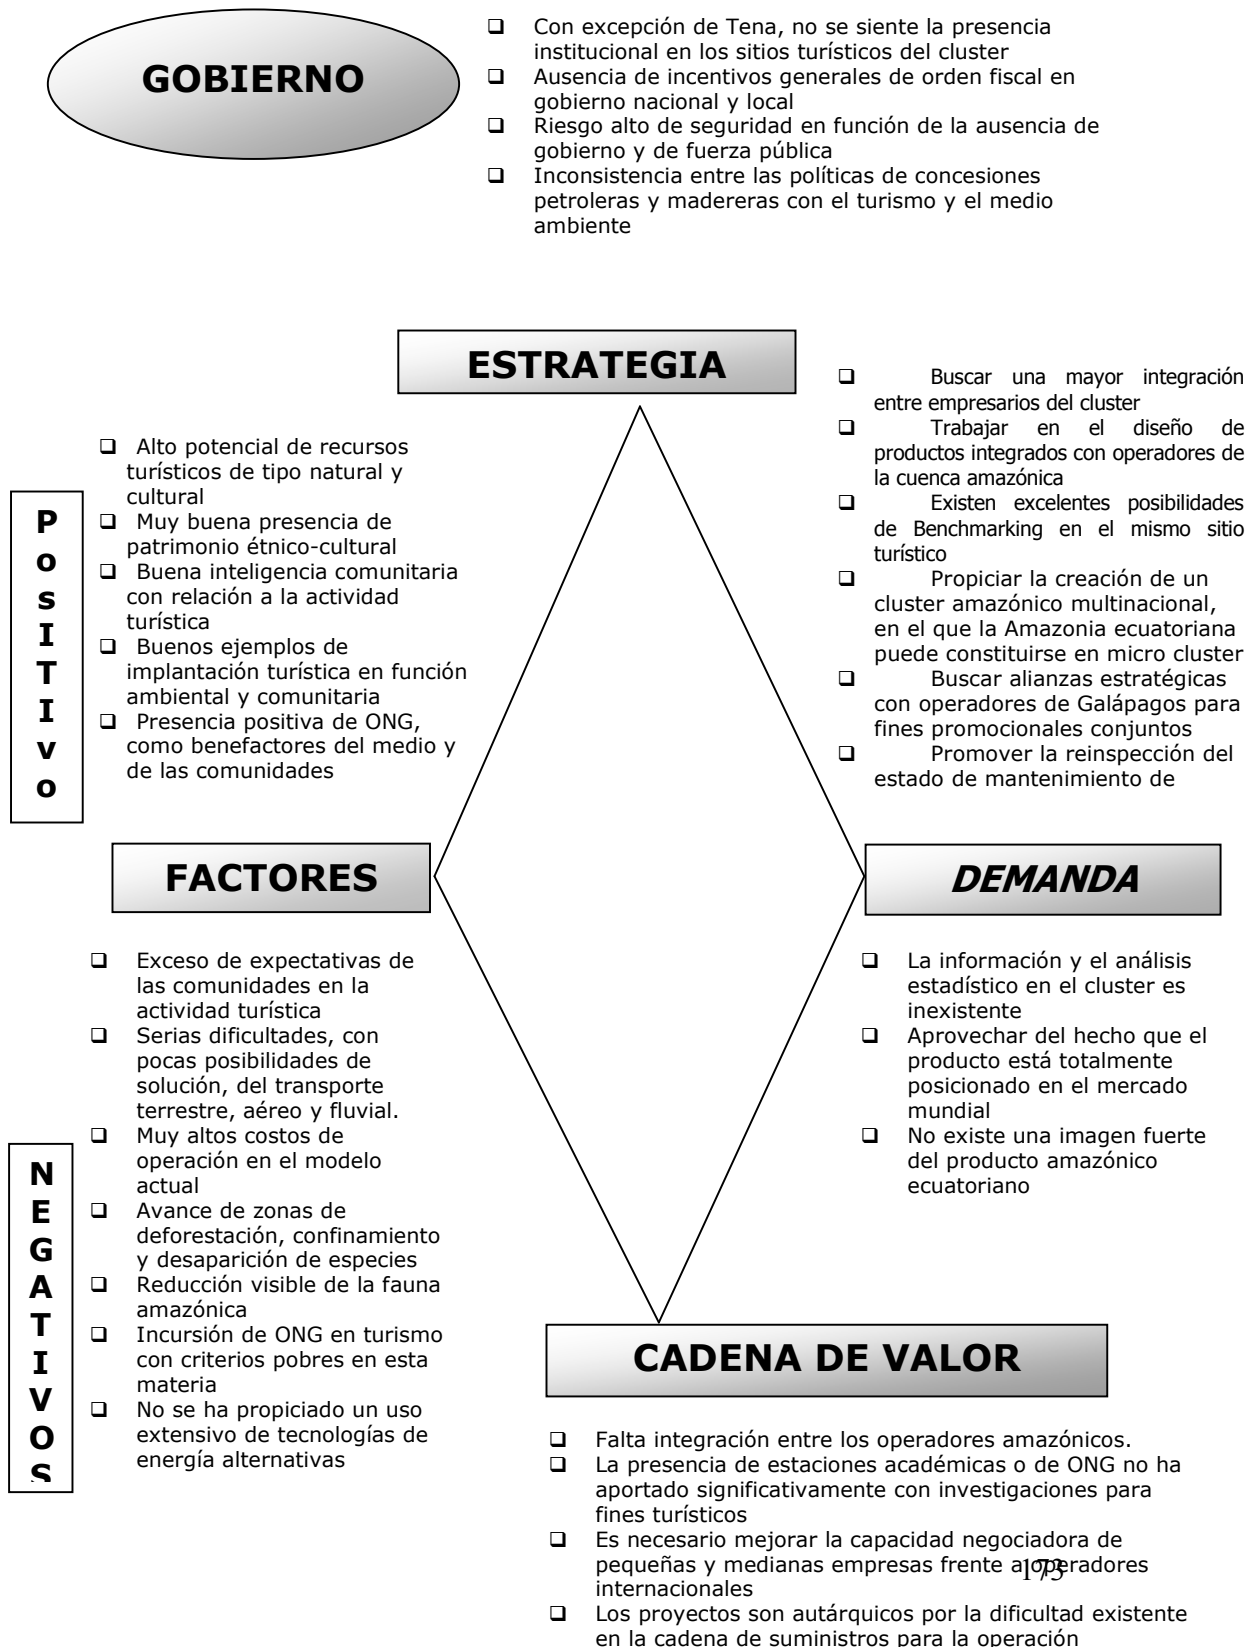 GOBIERNO
❑ Con excepción de Tena, no se siente la presencia
institucional en los sitios turísticos del cluster
❑ Ausencia de incentivos generales de orden fiscal en
gobierno nacional y local
❑ Riesgo alto de seguridad en función de la ausencia de
gobierno y de fuerza pública
❑ Inconsistencia entre las políticas de concesiones
petroleras y madereras con el turismo y el medio
ambiente
ESTRATEGIA
❑ Buscar una mayor integración
entre empresarios del cluster
❑ Trabajar en el diseño de
productos integrados con operadores de
la cuenca amazónica
❑ Existen excelentes posibilidades
de Benchmarking en el mismo sitio
turístico
❑ Propiciar la creación de un
cluster amazónico multinacional,
en el que la Amazonia ecuatoriana
puede constituirse en micro cluster
❑ Buscar alianzas estratégicas
con operadores de Galápagos para
fines promocionales conjuntos
❑ Promover la reinspección del
estado de mantenimiento de
P
o
s
I
T
I
v
o
❑ Alto potencial de recursos
turísticos de tipo natural y
cultural
❑ Muy buena presencia de
patrimonio étnico-cultural
❑ Buena inteligencia comunitaria
con relación a la actividad
turística
❑ Buenos ejemplos de
implantación turística en función
ambiental y comunitaria
❑ Presencia positiva de ONG,
como benefactores del medio y
de las comunidades
FACTORES
N
E
G
A
T
I
V
O
S
❑ Exceso de expectativas de
las comunidades en la
actividad turística
❑ Serias dificultades, con
pocas posibilidades de
solución, del transporte
terrestre, aéreo y fluvial.
❑ Muy altos costos de
operación en el modelo
actual
❑ Avance de zonas de
deforestación, confinamiento
y desaparición de especies
❑ Reducción visible de la fauna
amazónica
❑ Incursión de ONG en turismo
con criterios pobres en esta
materia
❑ No se ha propiciado un uso
extensivo de tecnologías de
energía alternativas
DEMANDA
❑ La información y el análisis
estadístico en el cluster es
inexistente
❑ Aprovechar del hecho que el
producto está totalmente
posicionado en el mercado
mundial
❑ No existe una imagen fuerte
del producto amazónico
ecuatoriano
CADENA DE VALOR
❑ Falta integración entre los operadores amazónicos.
❑ La presencia de estaciones académicas o de ONG no ha
aportado significativamente con investigaciones para
fines turísticos
❑ Es necesario mejorar la capacidad negociadora de
pequeñas y medianas empresas frente a operadores
internacionales
❑ Los proyectos son autárquicos por la dificultad existente
en la cadena de suministros para la operación
173